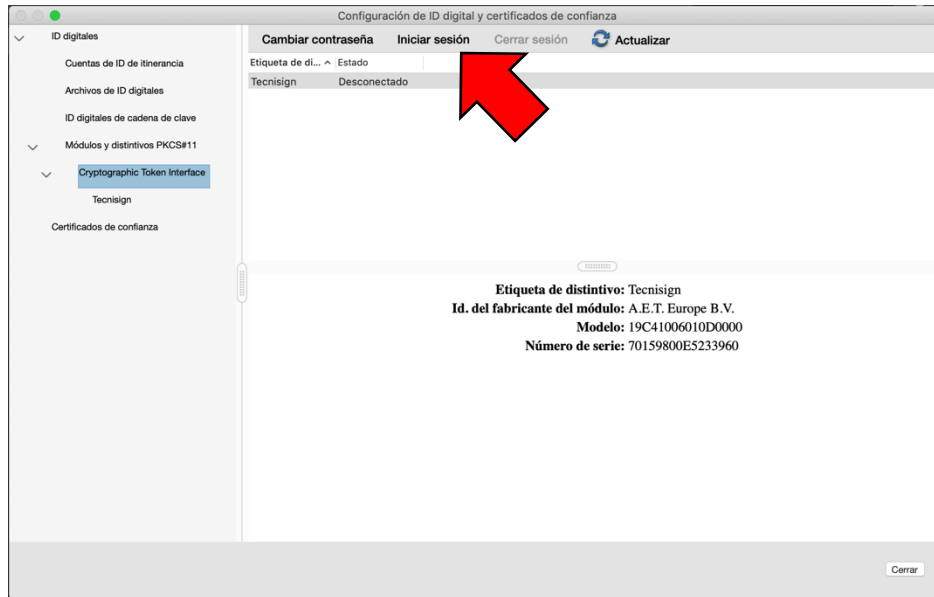 Configuración de ID digital y certificados de confianza
ID digitales
Cuentas de ID de itinerancia
Archivos de ID digitales
ID digitales de cadena de clave
Módulos y distintivos PKCS#11
Cryptographic Token Interface
Tecnisign
Certificados de confianza
Cambiar contraseña Iniciar sesión Cerrar sesión Actualizar
Etiqueta de di... Estado
Tecnisign Desconectado
Etiqueta de distintivo: Tecnisign
Id. del fabricante del módulo: A.E.T. Europe B.V.
Modelo: 19C41006010D0000
Número de serie: 70159800E5233960
Cerrar